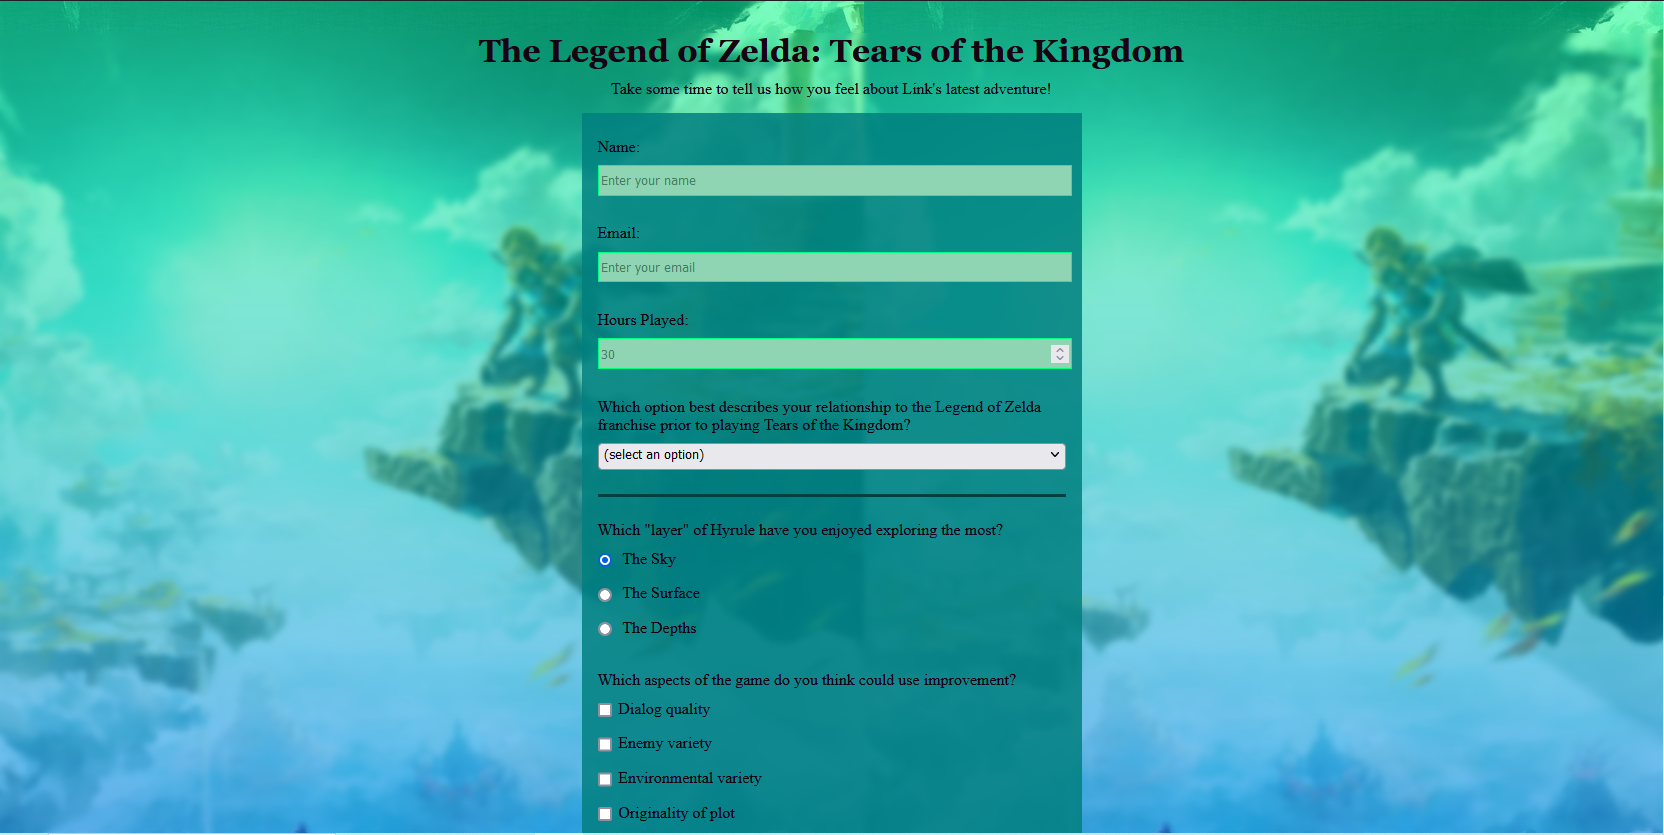 The Legend of Zelda: Tears of the Kingdom
Take some time to tell us how you feel about Link's latest adventure!
Name:
Enter your name
Email:
Enter your email
Hours Played:
30
Which option best describes your relationship to the Legend of Zelda
franchise prior to playing Tears of the Kingdom?
(select an option)
Which "layer" of Hyrule have you enjoyed exploring the most?
The Sky
The Surface
The Depths
Which aspects of the game do you think could use improvement?
Dialog quality
Enemy variety
Environmental variety
Originality of plot